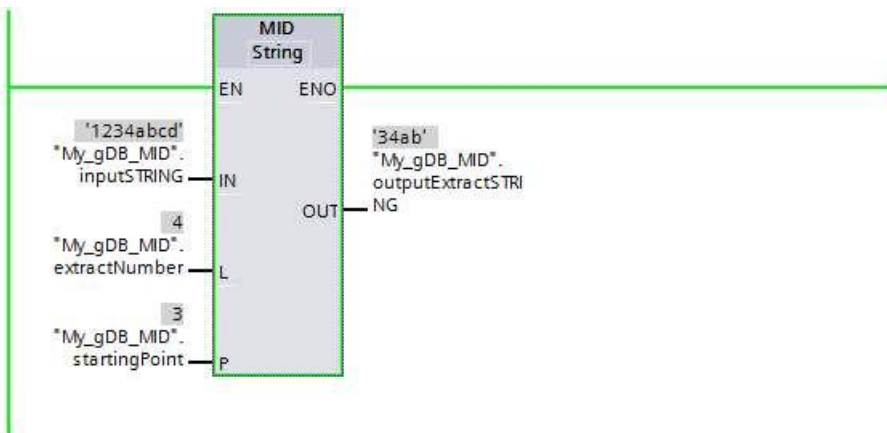 MID
String
EN ENO
'1234abcd'
"My_gDB_MID".
inputSTRING
IN
'34ab'
"My_gDB_MID".
outputExtractSTRI
NG
OUT
4
"My_gDB_MID".
extractNumber
L
3
"My_gDB_MID".
startingPoint
P